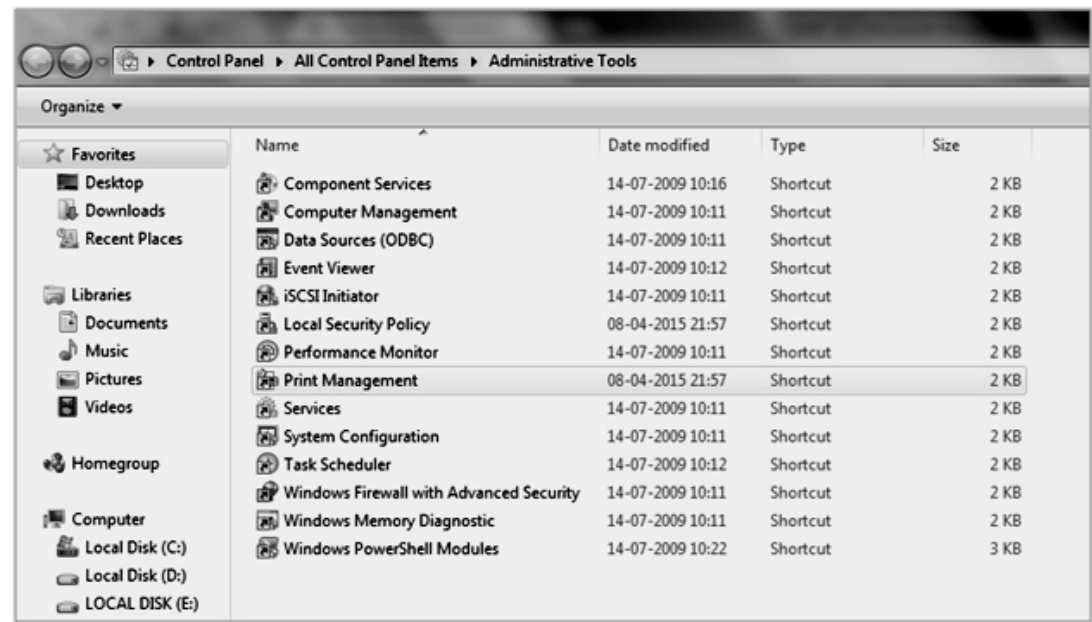 Control Panel ▸ All Control Panel Items ▸ Administrative Tools
Organize
Name Date modified Type Size
Favorites
Desktop
Downloads
Recent Places
Libraries
Documents
Music
Pictures
Videos
Homegroup
Computer
Local Disk (C:)
Local Disk (D:)
LOCAL DISK (E:)
Component Services 14-07-2009 10:16 Shortcut 2 KB
Computer Management 14-07-2009 10:11 Shortcut 2 KB
Data Sources (ODBC) 14-07-2009 10:11 Shortcut 2 KB
Event Viewer 14-07-2009 10:12 Shortcut 2 KB
iSCSI Initiator 14-07-2009 10:11 Shortcut 2 KB
Local Security Policy 08-04-2015 21:57 Shortcut 2 KB
Performance Monitor 14-07-2009 10:11 Shortcut 2 KB
Print Management 08-04-2015 21:57 Shortcut 2 KB
Services 14-07-2009 10:11 Shortcut 2 KB
System Configuration 14-07-2009 10:11 Shortcut 2 KB
Task Scheduler 14-07-2009 10:12 Shortcut 2 KB
Windows Firewall with Advanced Security 14-07-2009 10:11 Shortcut 2 KB
Windows Memory Diagnostic 14-07-2009 10:11 Shortcut 2 KB
Windows PowerShell Modules 14-07-2009 10:22 Shortcut 3 KB